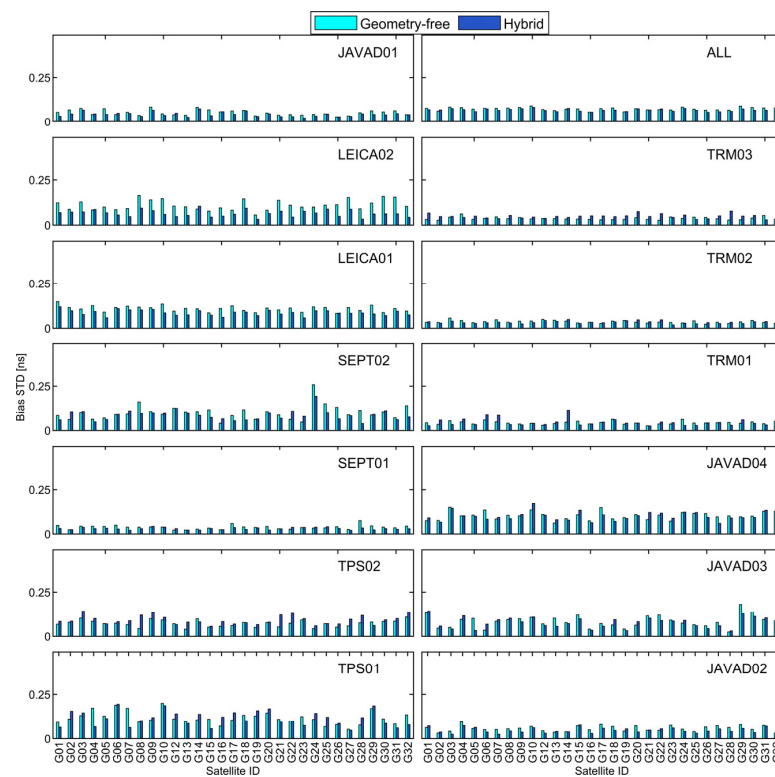 Geometry-free Hybrid
JAVAD01
ALL
0.25
0
LEICA02
TRM03
0.25
0
LEICA01
TRM02
0.25
0
SEPT02
TRM01
0.25
0
Bias STD [ns]
SEPT01
JAVAD04
0.25
0
TPS02
JAVAD03
0.25
0
TPS01
JAVAD02
0.25
0
G01 G02 G03 G04 G05 G06 G07 G08 G09 G10 G12 G13 G14 G15 G16 G17 G18 G19 G20 G21 G22 G23 G24 G25 G26 G27 G28 G29 G30 G31 G32
G01 G02 G03 G04 G05 G06 G07 G08 G09 G10 G12 G13 G14 G15 G16 G17 G18 G19 G20 G21 G22 G23 G24 G25 G26 G27 G28 G29 G30 G31
Satellite ID
Satellite ID